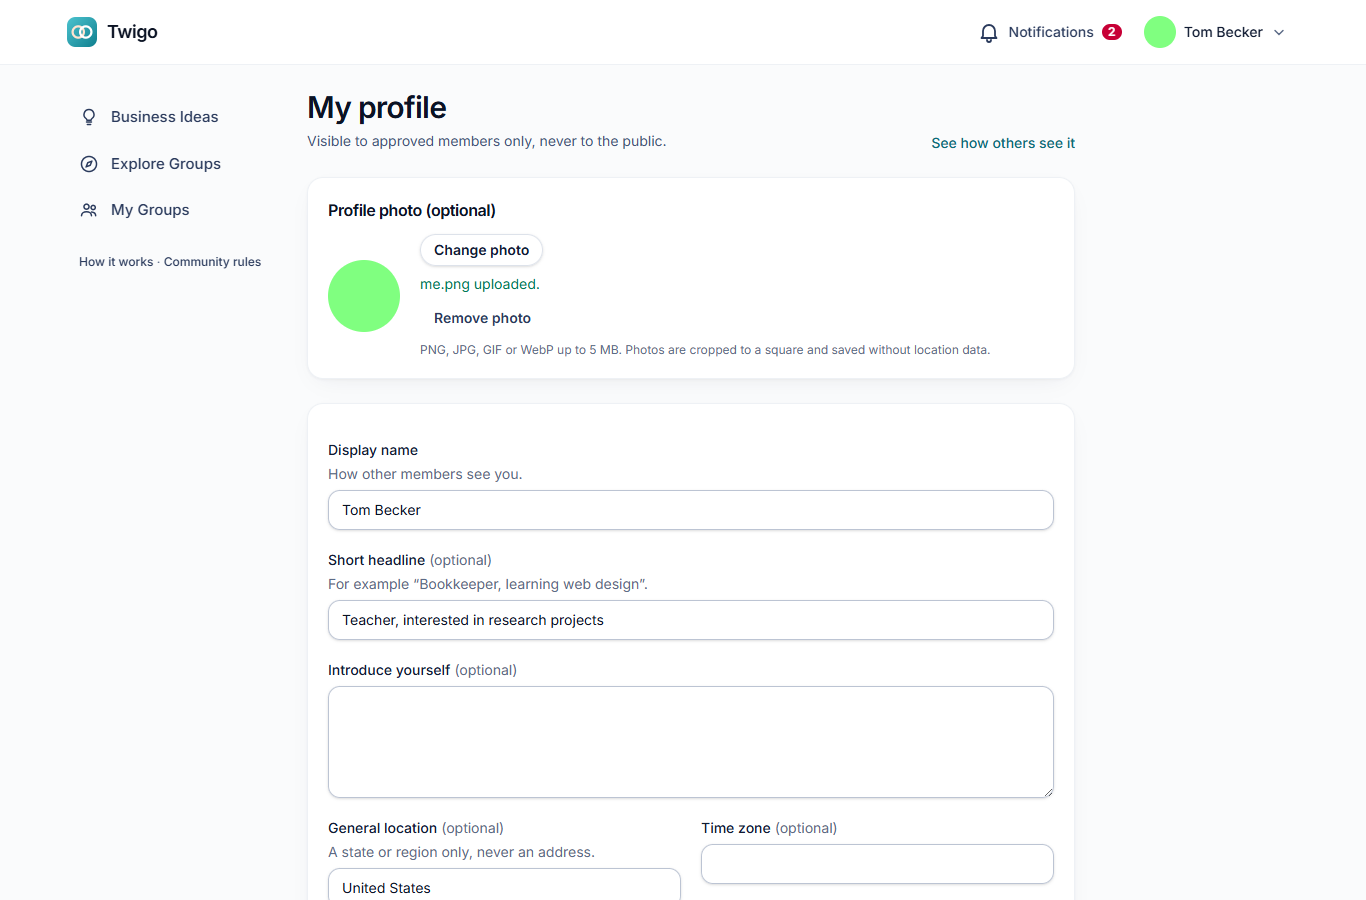 Twigo
Notifications 2
Tom Becker
Business Ideas
Explore Groups
My Groups
How it works · Community rules
My profile
Visible to approved members only, never to the public.
See how others see it
Profile photo (optional)
Change photo
me.png uploaded.
Remove photo
PNG, JPG, GIF or WebP up to 5 MB. Photos are cropped to a square and saved without location data.
Display name
How other members see you.
Tom Becker
Short headline (optional)
For example “Bookkeeper, learning web design”.
Teacher, interested in research projects
Introduce yourself (optional)
General location (optional)
A state or region only, never an address.
United States
Time zone (optional)